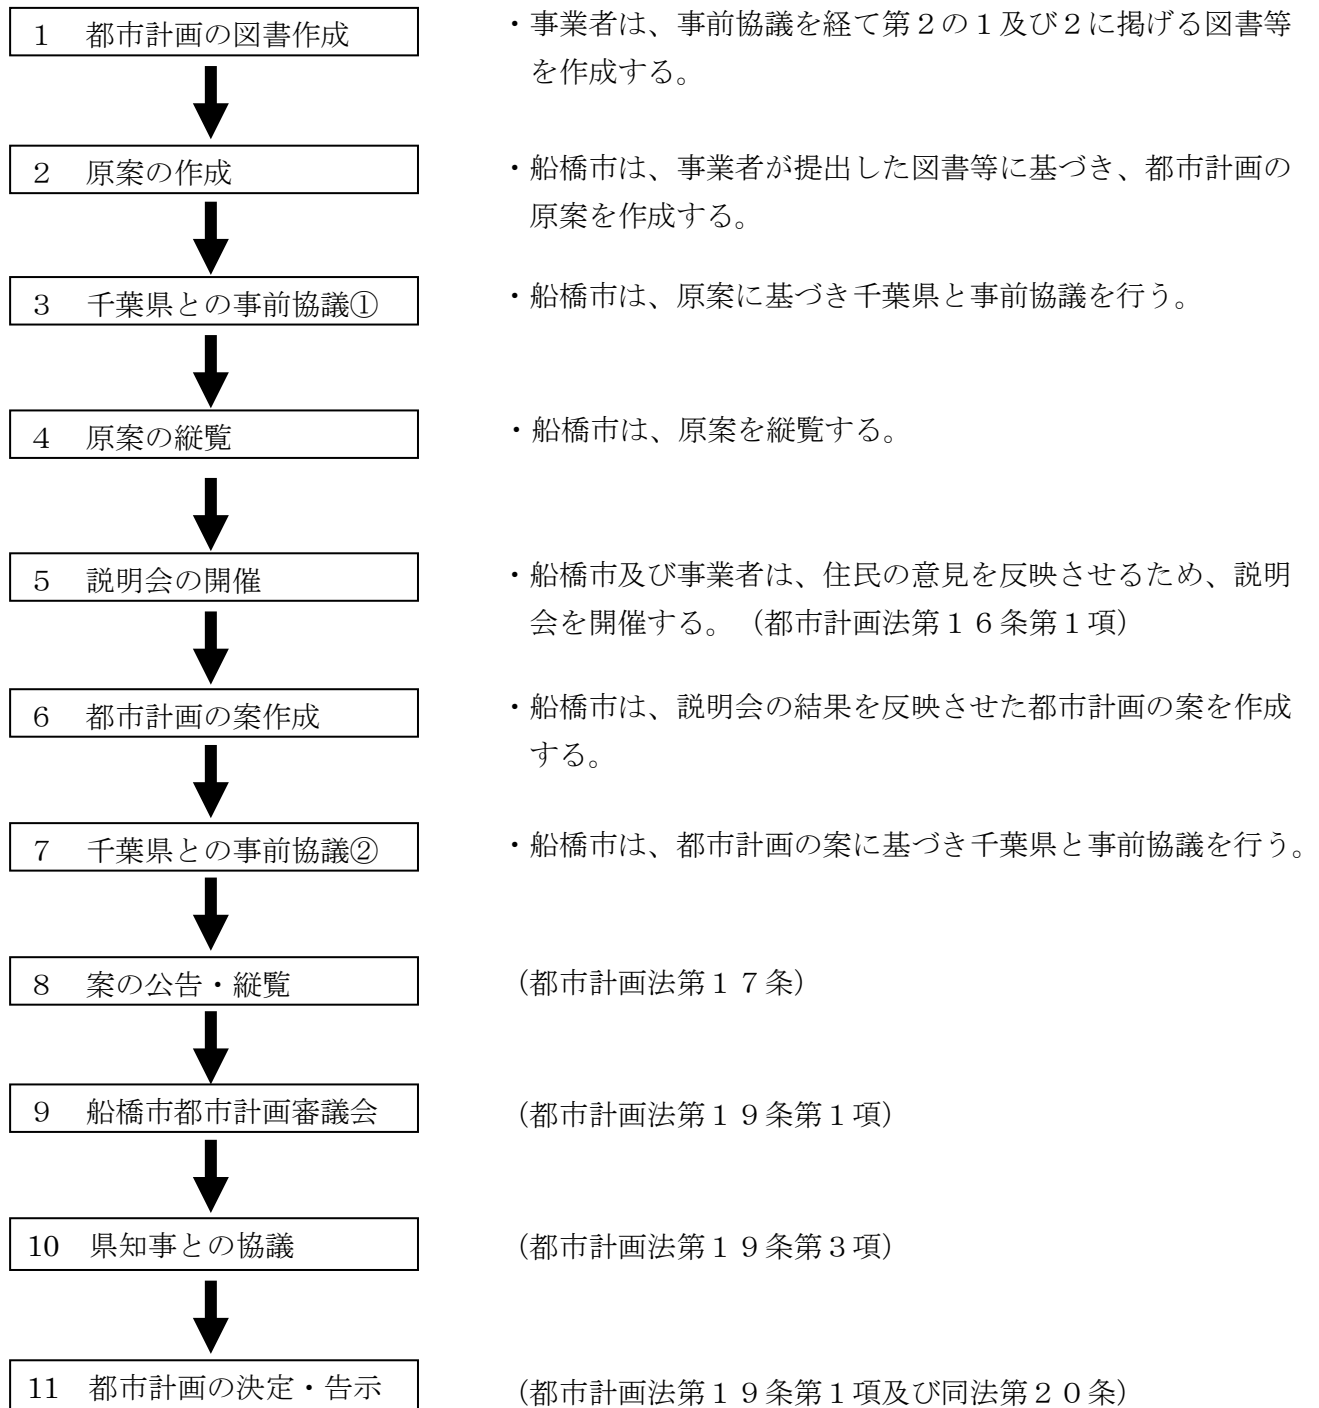 1 都市計画の図書作成
・事業者は、事前協議を経て第２の１及び２に掲げる図書等
を作成する。
2 原案の作成
・船橋市は、事業者が提出した図書等に基づき、都市計画の
原案を作成する。
3 千葉県との事前協議①
・船橋市は、原案に基づき千葉県と事前協議を行う。
4 原案の縦覧
・船橋市は、原案を縦覧する。
5 説明会の開催
・船橋市及び事業者は、住民の意見を反映させるため、説明
会を開催する。（都市計画法第１６条第１項）
6 都市計画の案作成
・船橋市は、説明会の結果を反映させた都市計画の案を作成
する。
7 千葉県との事前協議②
・船橋市は、都市計画の案に基づき千葉県と事前協議を行う。
8 案の公告・縦覧
（都市計画法第１７条）
9 船橋市都市計画審議会
（都市計画法第１９条第１項）
10 県知事との協議
（都市計画法第１９条第３項）
11 都市計画の決定・告示
（都市計画法第１９条第１項及び同法第２０条）